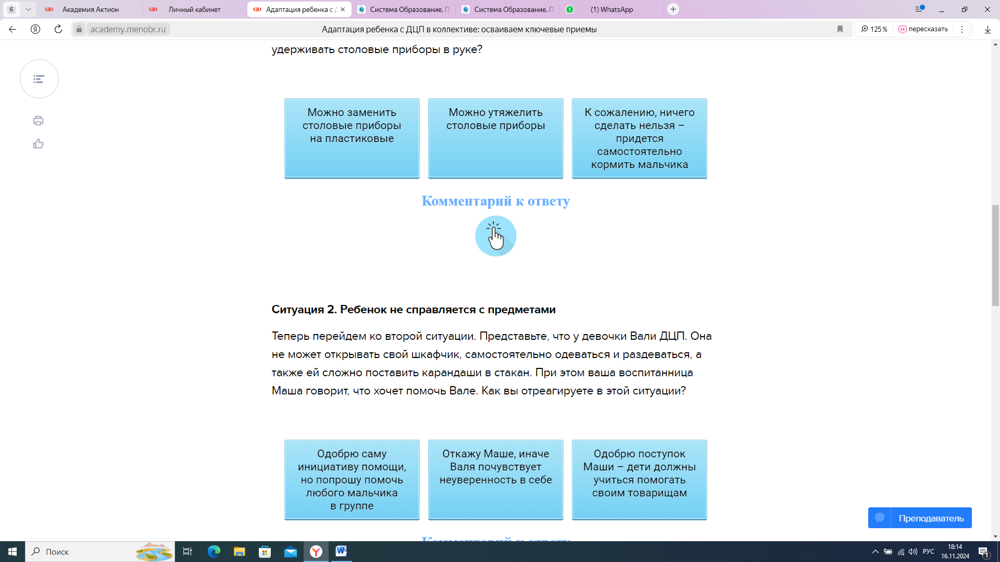 6
Академия Актион
Личный кабинет
Адаптация ребенка с Д
Система Образование. П
Система Образование. П
(1) WhatsApp
academy.menobr.ru
Адаптация ребенка с ДЦП в коллективе: осваиваем ключевые приемы
125 %
пересказать
удерживать столовые приборы в руке?
Можно заменить
столовые приборы
на пластиковые
Можно утяжелить
столовые приборы
К сожалению, ничего
сделать нельзя –
придется
самостоятельно
кормить мальчика
Комментарий к ответу
Ситуация 2. Ребенок не справляется с предметами
Теперь перейдем ко второй ситуации. Представьте, что у девочки Вали ДЦП. Она
не может открывать свой шкафчик, самостоятельно одеваться и раздеваться, а
также ей сложно поставить карандаши в стакан. При этом ваша воспитанница
Маша говорит, что хочет помочь Вале. Как вы отреагируете в этой ситуации?
Одобрю саму
инициативу помощи,
но попрошу помочь
любого мальчика
в группе
Откажу Маше, иначе
Валя почувствует
неуверенность в себе
Одобрю поступок
Маши – дети должны
учиться помогать
своим товарищам
Преподаватель
Комментарий к ответу
Поиск
РУС
18:14
16.11.2024
1